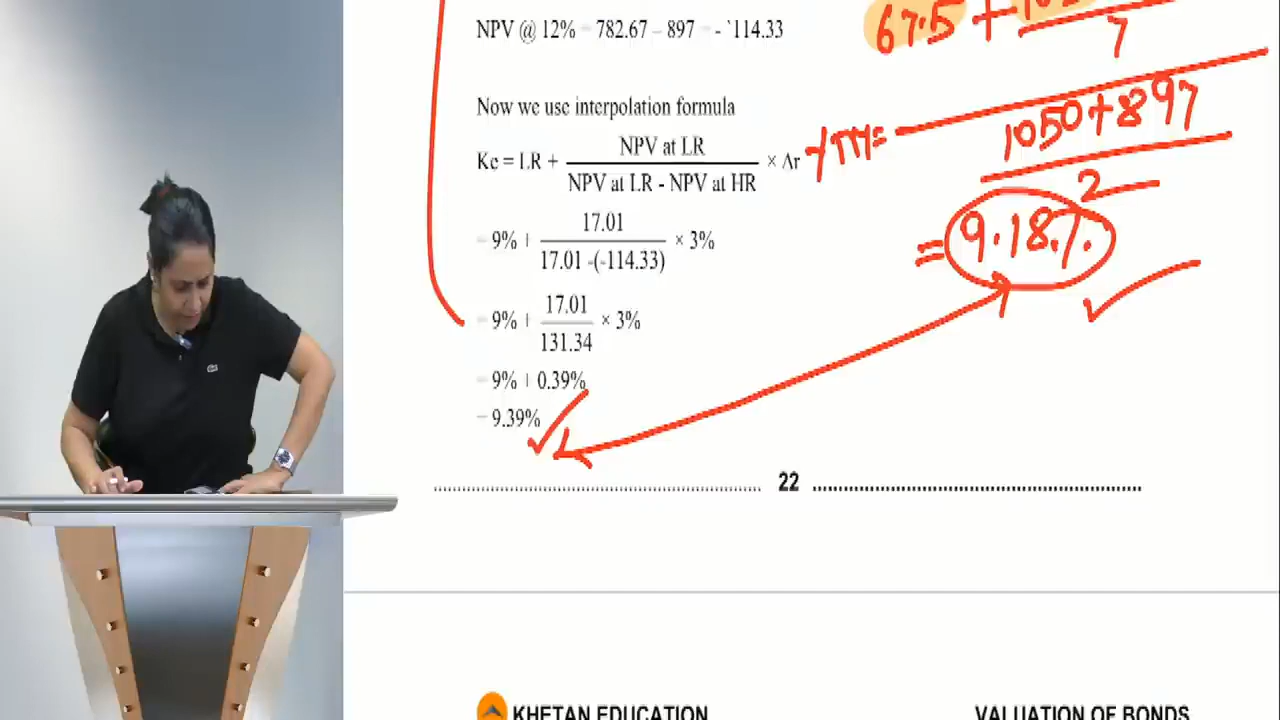 NPV @ 12% = 782.67 – 897 = - `114.33
67.5 +
7
Now we use interpolation formula
1050+897
2
YTM=
Ke = LR + NPV at LR / NPV at LR - NPV at HR × Δr
= 9.18%
= 9% + 17.01 / 17.01 -(-114.33) × 3%
= 9% + 17.01 / 131.34 × 3%
= 9% + 0.39%
= 9.39%
22
KHETAN EDUCATION
VALUATION OF BONDS